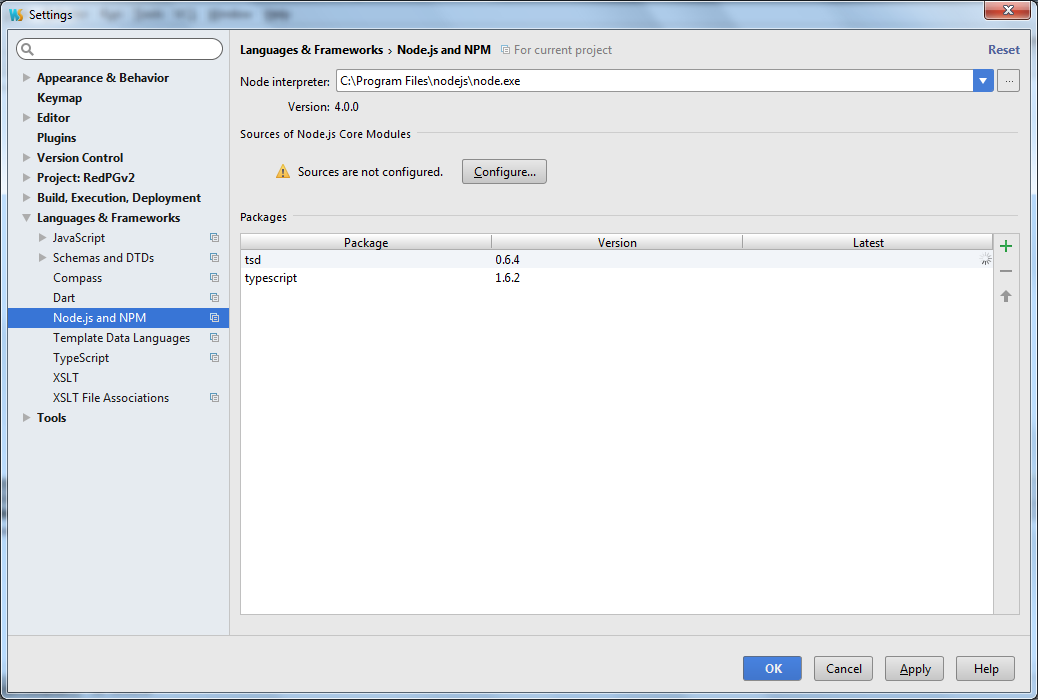 WS Settings
Appearance & Behavior
Keymap
Editor
Plugins
Version Control
Project: RedPGv2
Build, Execution, Deployment
Languages & Frameworks
JavaScript
Schemas and DTDs
Compass
Dart
Node.js and NPM
Template Data Languages
TypeScript
XSLT
XSLT File Associations
Tools
Languages & Frameworks › Node.js and NPM For current project Reset
Node interpreter: C:\Program Files\nodejs\node.exe ...
Version: 4.0.0
Sources of Node.js Core Modules
Sources are not configured. Configure...
Packages
Package Version Latest
tsd 0.6.4
typescript 1.6.2
OK Cancel Apply Help